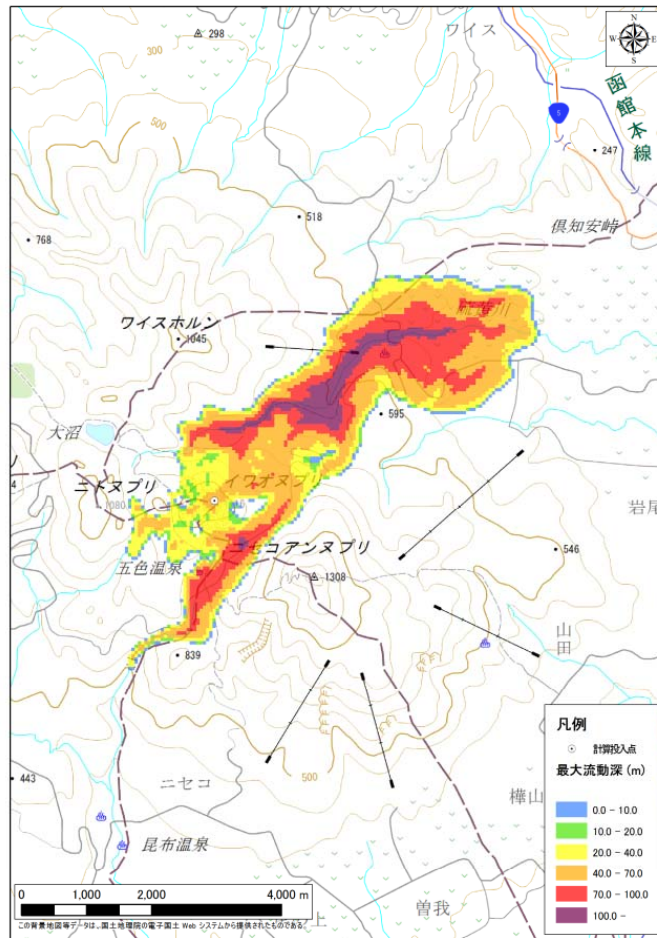 298
ワイス
N
W
E
S
300
函館本線
5
247
500
518
倶知安峠
768
ワイスホルン
1045
595
大沼
ニトヌプリ
イワオヌプリ
1080
岩尾
ニセコアンヌプリ
546
五色温泉
1308
山田
839
凡例
計算投入点
最大流動深 (m)
443
ニセコ
500
樺山
0.0 - 10.0
10.0 - 20.0
20.0 - 40.0
40.0 - 70.0
70.0 - 100.0
100.0 -
昆布温泉
0 1,000 2,000 4,000 m
曽我
上
この背景地図等データは、国土地理院の電子国土 Web システムから提供されたものである。